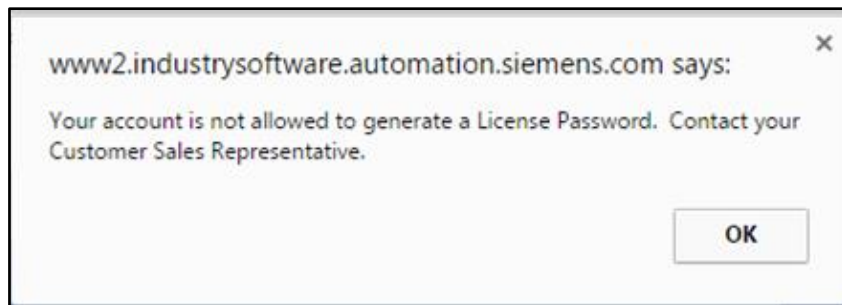 www2.industrysoftware.automation.siemens.com says:
Your account is not allowed to generate a License Password.  Contact your
Customer Sales Representative.
OK